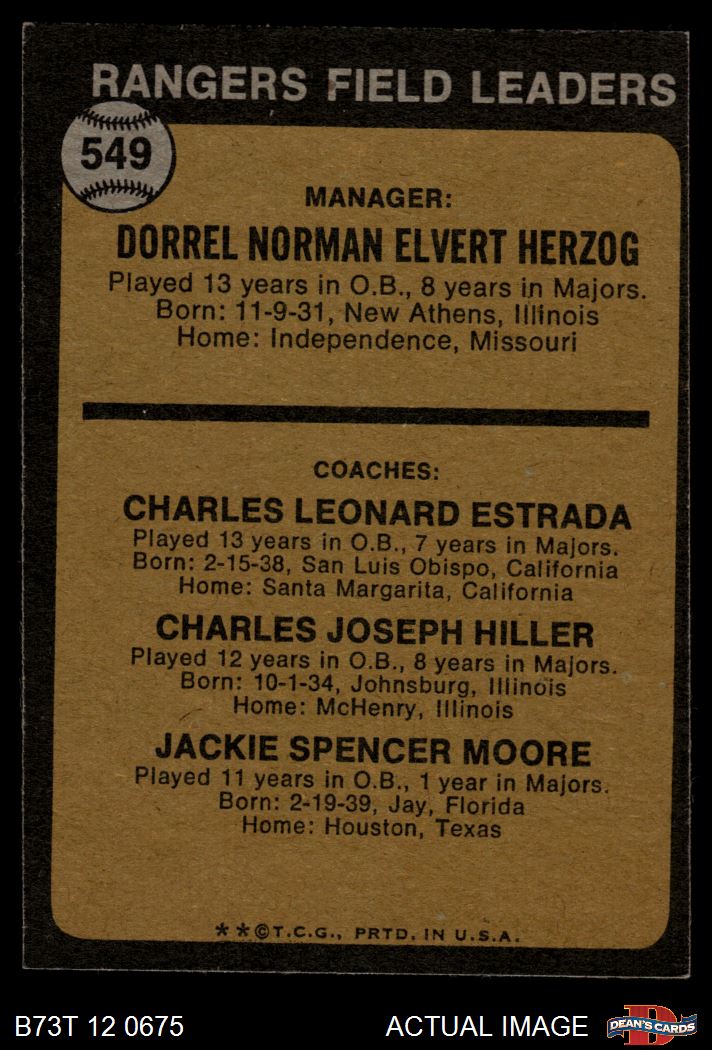 RANGERS FIELD LEADERS
549
MANAGER:
DORREL NORMAN ELVERT HERZOG
Played 13 years in O.B., 8 years in Majors.
Born: 11-9-31, New Athens, Illinois
Home: Independence, Missouri
COACHES:
CHARLES LEONARD ESTRADA
Played 13 years in O.B., 7 years in Majors.
Born: 2-15-38, San Luis Obispo, California
Home: Santa Margarita, California
CHARLES JOSEPH HILLER
Played 12 years in O.B., 8 years in Majors.
Born: 10-1-34, Johnsburg, Illinois
Home: McHenry, Illinois
JACKIE SPENCER MOORE
Played 11 years in O.B., 1 year in Majors.
Born: 2-19-39, Jay, Florida
Home: Houston, Texas
**©T.C.G., PRTD. IN U.S.A.
B73T 12 0675
ACTUAL IMAGE
D
DEAN'S CARDS